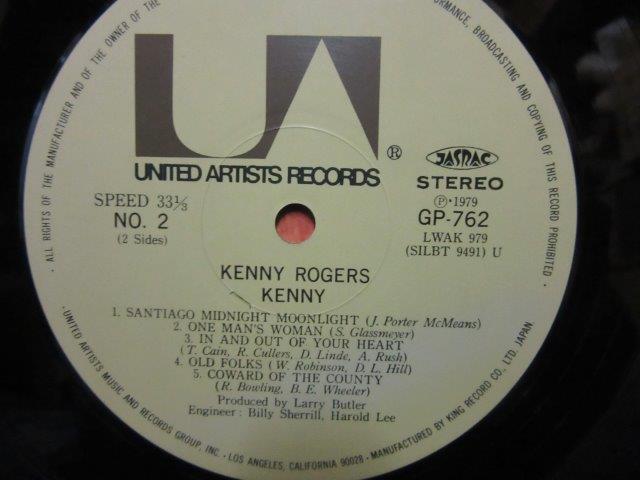 ALL RIGHTS OF THE MANUFACTURER AND OF THE OWNER OF THE
RMANCE, BROADCASTING AND COPYING OF THIS RECORD PROHIBITED
UA
®
UNITED ARTISTS RECORDS
JASRAC
STEREO
SPEED 33⅓
NO. 2
(2 Sides)
Ⓟ・1979
GP-762
LWAK 979
(SILBT 9491) U
KENNY ROGERS
KENNY
1. SANTIAGO MIDNIGHT MOONLIGHT (J. Porter McMeans)
2. ONE MAN'S WOMAN (S. Glassmeyer)
3. IN AND OUT OF YOUR HEART
(T. Cain, R. Cullers, D. Linde, A. Rush)
4. OLD FOLKS (W. Robinson, D. L. Hill)
5. COWARD OF THE COUNTY
(R. Bowling, B. E. Wheeler)
Produced by Larry Butler
Engineer : Billy Sherrill, Harold Lee
UNITED ARTISTS MUSIC AND RECORDS GROUP, INC. · LOS ANGELES, CALIFORNIA 90028 · MANUFACTURED BY KING RECORD CO., LTD. JAPAN.